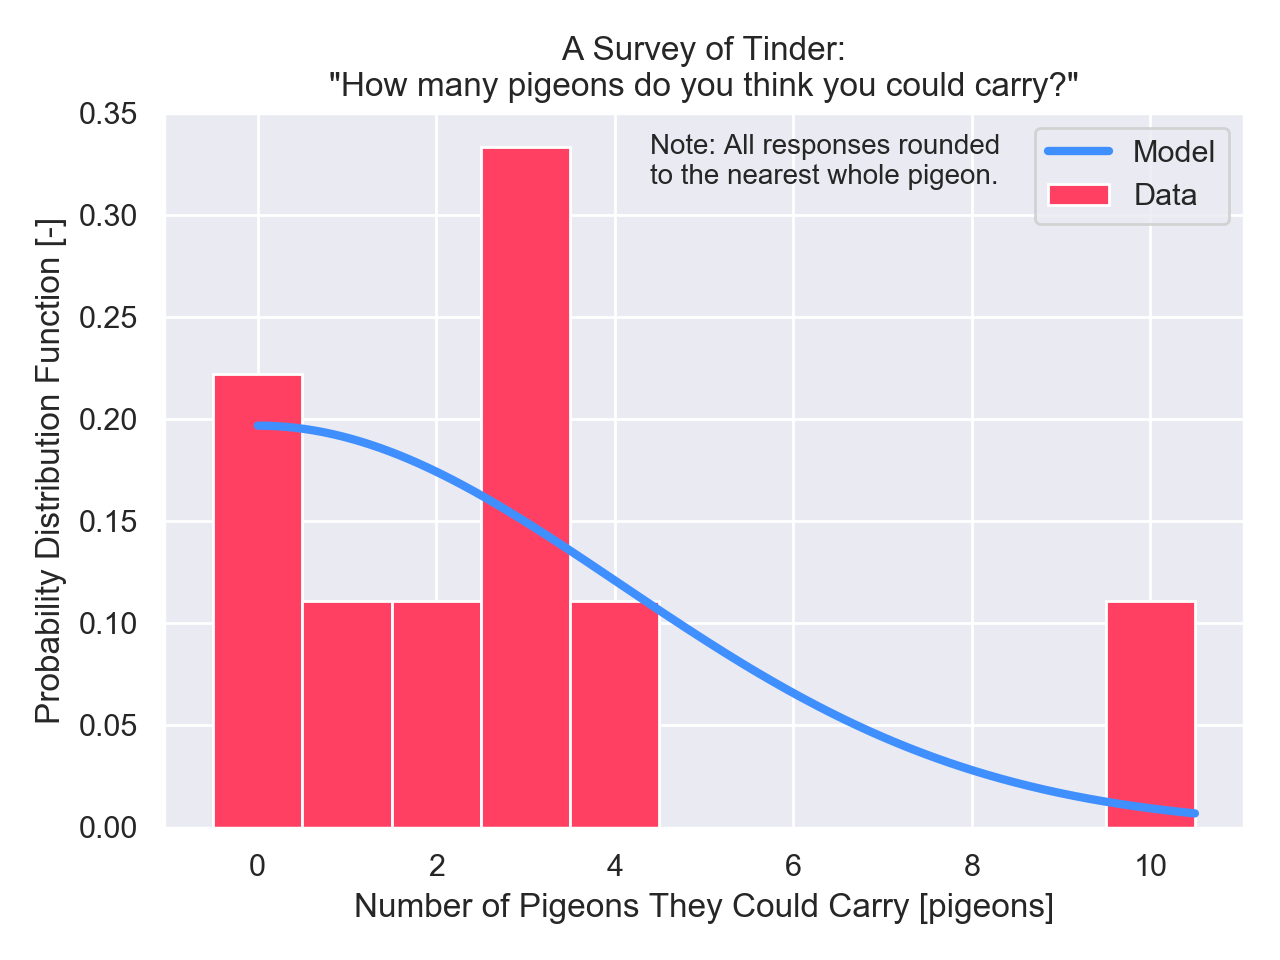 A Survey of Tinder:
"How many pigeons do you think you could carry?"
Note: All responses rounded
to the nearest whole pigeon.
Model
Data
Probability Distribution Function [-]
0.35
0.30
0.25
0.20
0.15
0.10
0.05
0.00
0 2 4 6 8 10
Number of Pigeons They Could Carry [pigeons]